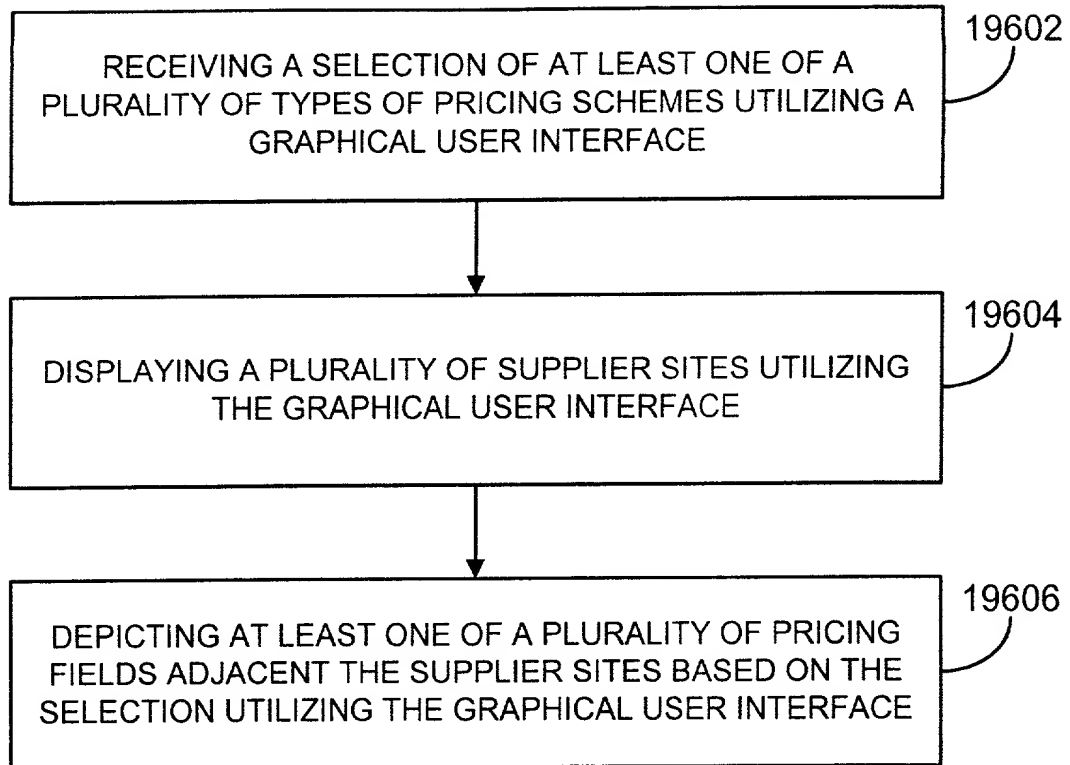 19602
RECEIVING A SELECTION OF AT LEAST ONE OF A
PLURALITY OF TYPES OF PRICING SCHEMES UTILIZING A
GRAPHICAL USER INTERFACE
19604
DISPLAYING A PLURALITY OF SUPPLIER SITES UTILIZING
THE GRAPHICAL USER INTERFACE
19606
DEPICTING AT LEAST ONE OF A PLURALITY OF PRICING
FIELDS ADJACENT THE SUPPLIER SITES BASED ON THE
SELECTION UTILIZING THE GRAPHICAL USER INTERFACE